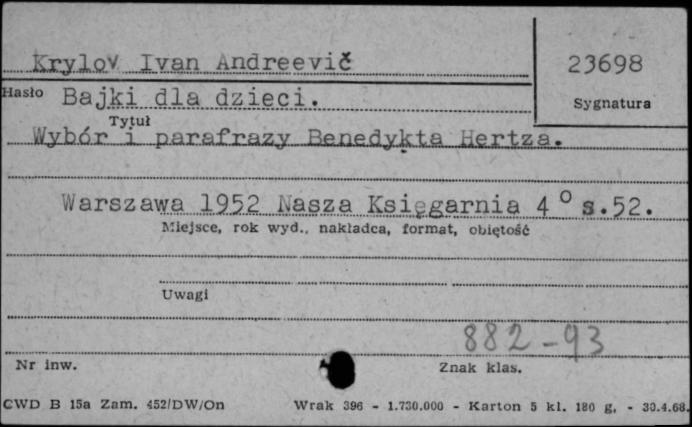 Krylov Ivan Andreevič
23698
Hasło Bajki dla dzieci.
Sygnatura
Tytuł
Wybór i parafrazy Benedykta Hertza.
Warszawa 1952 Nasza Księgarnia 4° s.52.
Miejsce, rok wyd., nakładca, format, objętość
Uwagi
882-93
Nr inw.
Znak klas.
CWD B 15a Zam. 452/DW/On Wrak 396 - 1.730.000 - Karton 5 kl. 180 g. - 30.4.68.